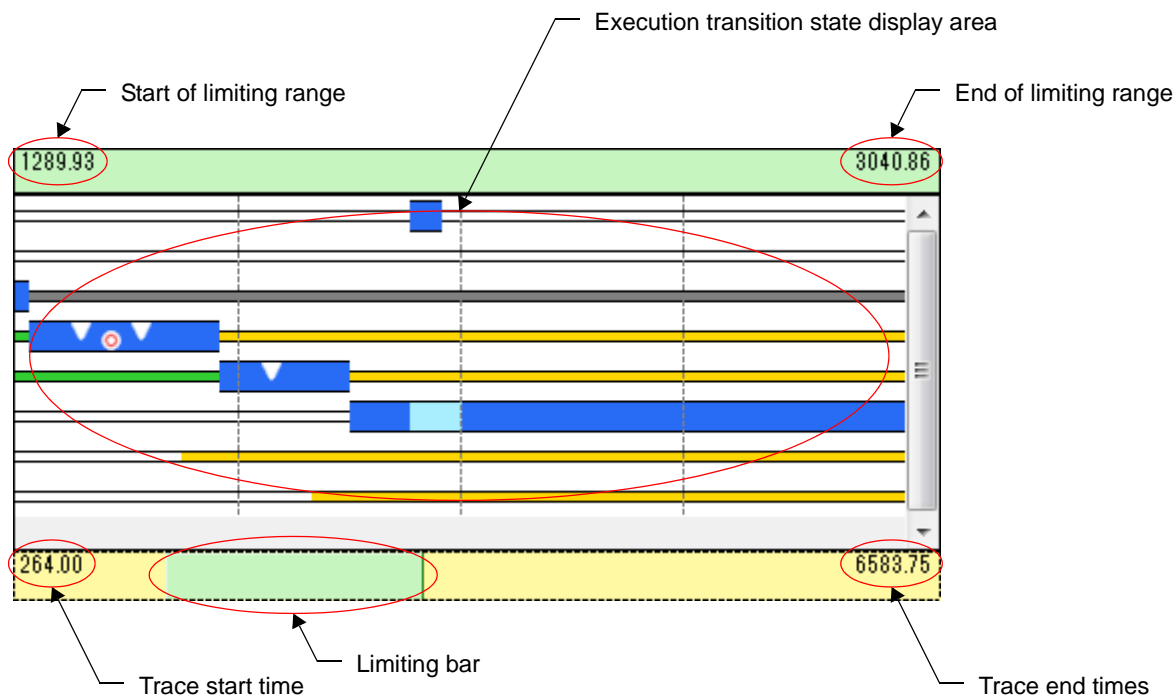 Execution transition state display area
Start of limiting range
End of limiting range
1289.93
3040.86
264.00
6583.75
Limiting bar
Trace start time
Trace end times